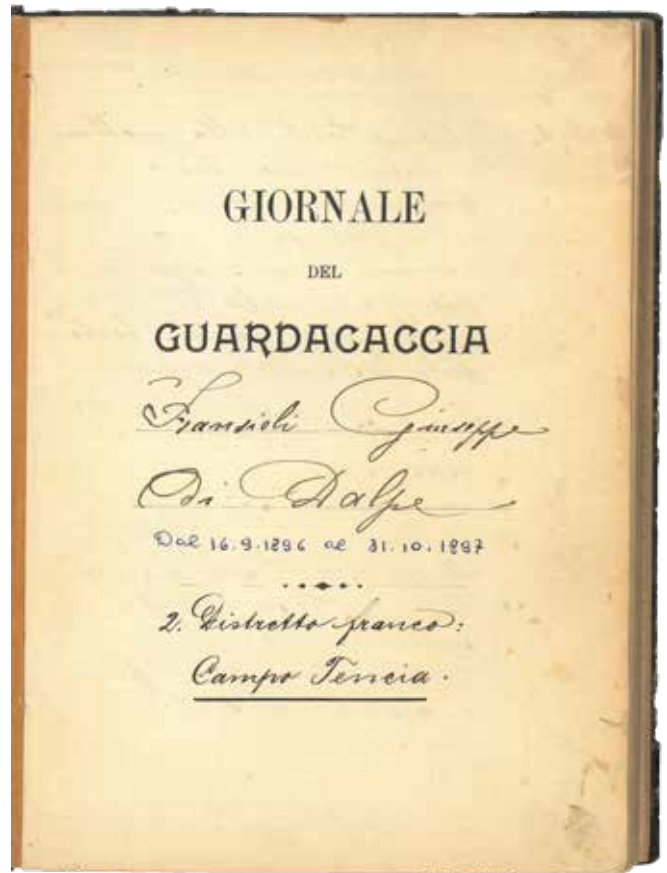 GIORNALE
DEL
GUARDACACCIA
Fransioli Giuseppe
Di Dalpe
Dal 16.9.1896 al 31.10.1897
2. Distretto franco:
Campo Tencia.